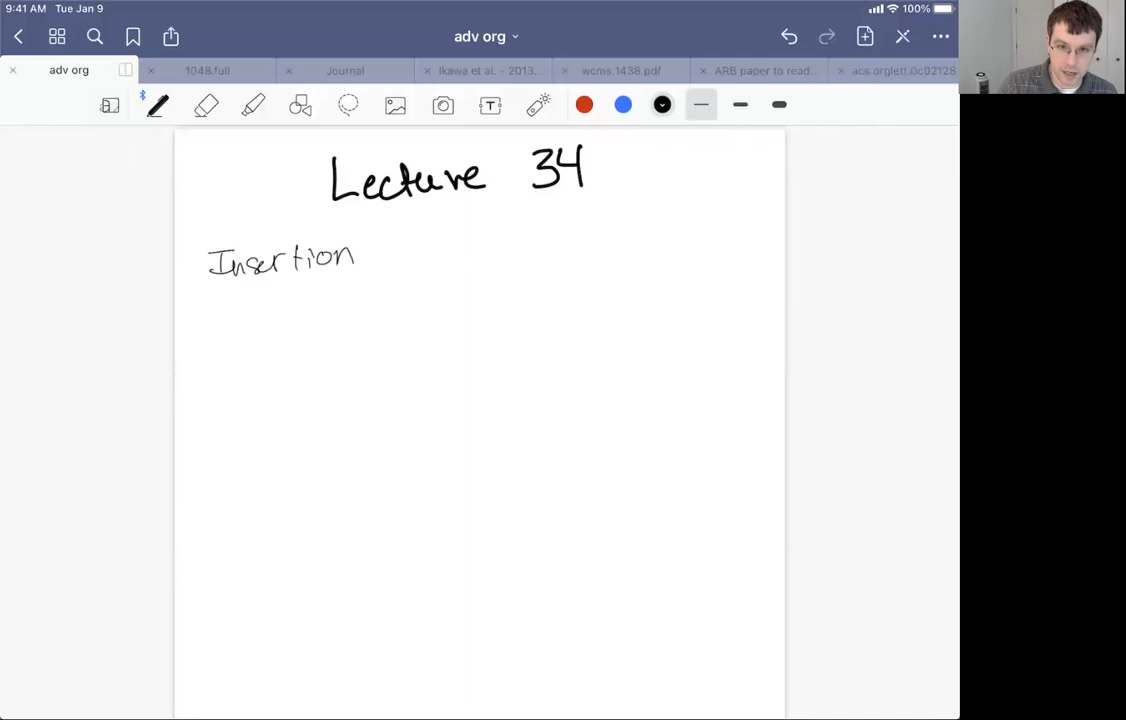 9:41 AM Tue Jan 9 100%
adv org
adv org 1048.full Journal Ikawa et al. - 2013... wcms.1438.pdf ARB paper to read... acs.orglett.0c02128
T
Lecture 34
Insertion